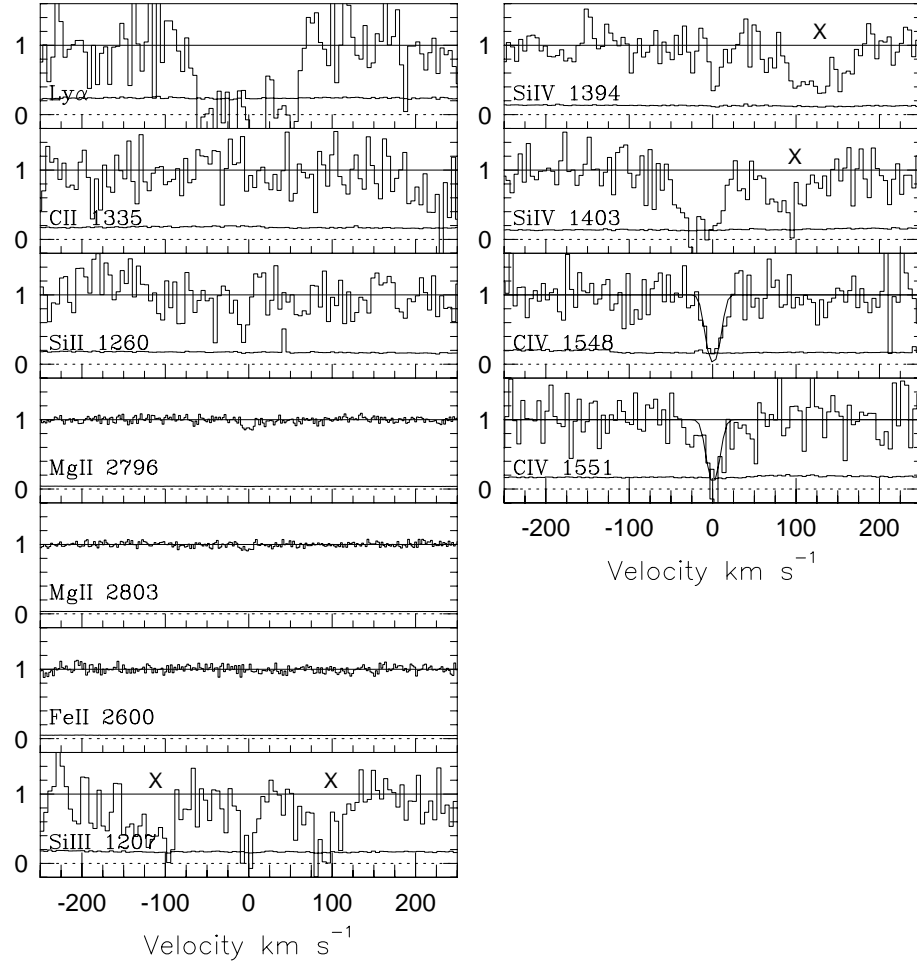 1
Lyα
0
1
CII 1335
0
1
SiII 1260
0
1
MgII 2796
0
1
MgII 2803
0
1
FeII 2600
0
X X
1
SiIII 1207
0
-200 -100 0 100 200
Velocity km s⁻¹
X
1
SiIV 1394
0
X
1
SiIV 1403
0
1
CIV 1548
0
1
CIV 1551
0
-200 -100 0 100 200
Velocity km s⁻¹